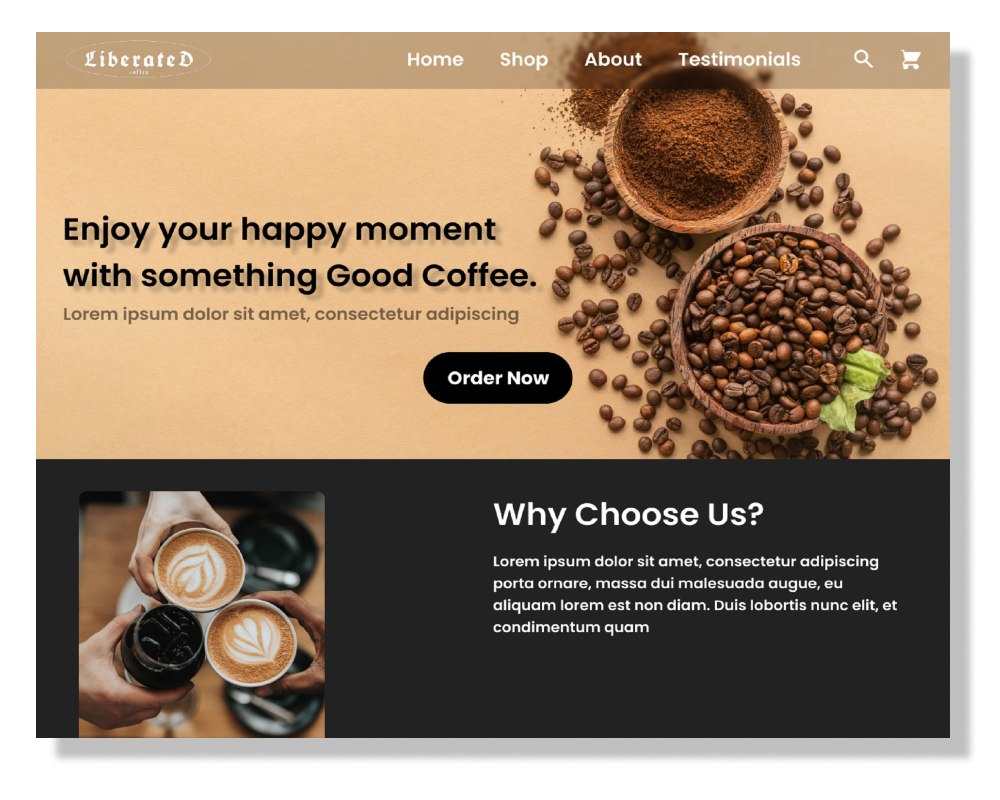 LiberateD
coffee
Home Shop About Testimonials
Enjoy your happy moment
with something Good Coffee.
Lorem ipsum dolor sit amet, consectetur adipiscing
Order Now
Why Choose Us?
Lorem ipsum dolor sit amet, consectetur adipiscing
porta ornare, massa dui malesuada augue, eu
aliquam lorem est non diam. Duis lobortis nunc elit, et
condimentum quam